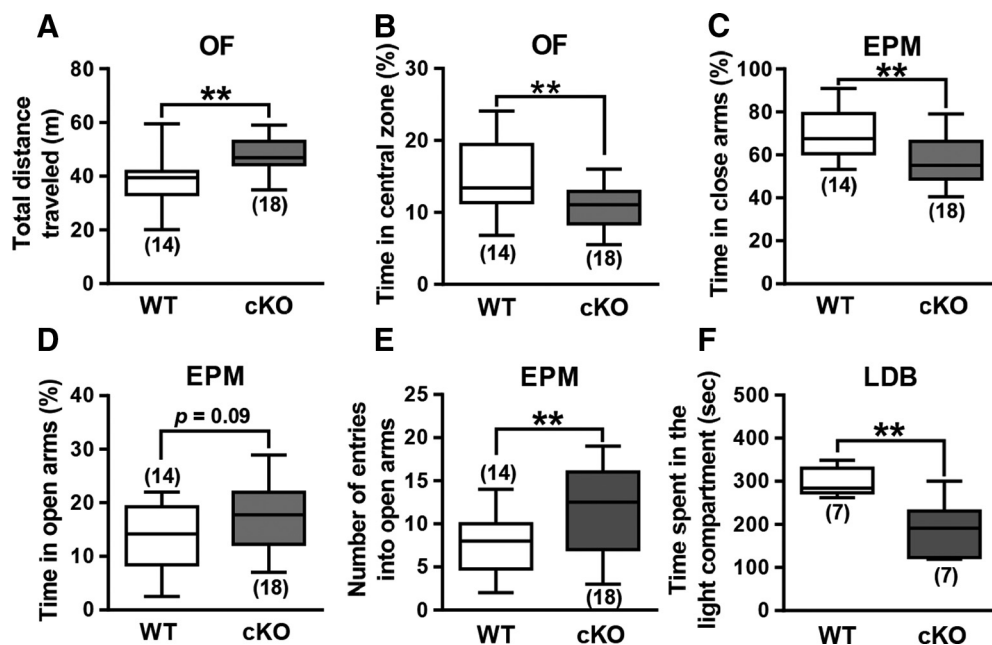 A
OF
Total distance
traveled (m)
80
60
40
20
0
**
(14)
(18)
WT
cKO
B
OF
Time in central zone (%)
30
20
10
0
**
(14)
(18)
WT
cKO
C
EPM
Time in close arms (%)
100
80
60
40
20
0
**
(14)
(18)
WT
cKO
D
EPM
Time in open arms (%)
40
30
20
10
0
p = 0.09
(14)
(18)
WT
cKO
E
EPM
Number of entries
into open arms
25
20
15
10
5
0
**
(14)
(18)
WT
cKO
F
LDB
Time spent in the
light compartment (sec)
500
400
300
200
100
0
**
(7)
(7)
WT
cKO